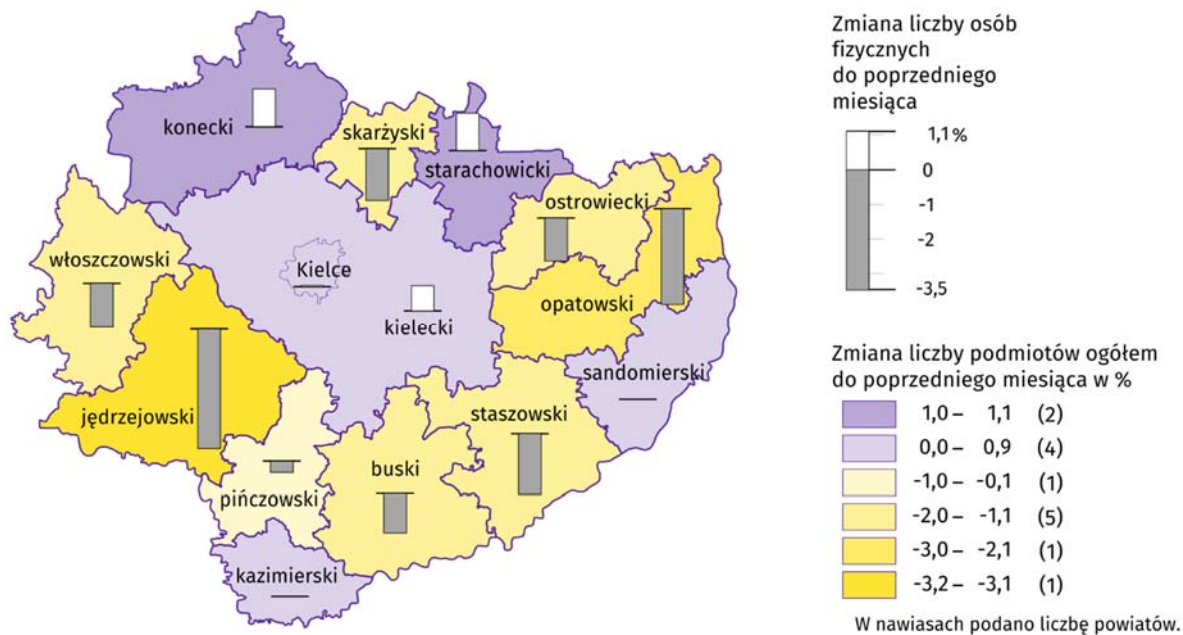 konecki
skarżyski
starachowicki
ostrowiecki
włoszczowski
Kielce
opatowski
kielecki
sandomierski
jędrzejowski
staszowski
buski
pińczowski
kazimierski
Zmiana liczby osób
fizycznych
do poprzedniego
miesiąca
1,1%
0
-1
-2
-3,5
Zmiana liczby podmiotów ogółem
do poprzedniego miesiąca w %
1,0 – 1,1 (2)
0,0 – 0,9 (4)
-1,0 – -0,1 (1)
-2,0 – -1,1 (5)
-3,0 – -2,1 (1)
-3,2 – -3,1 (1)
W nawiasach podano liczbę powiatów.